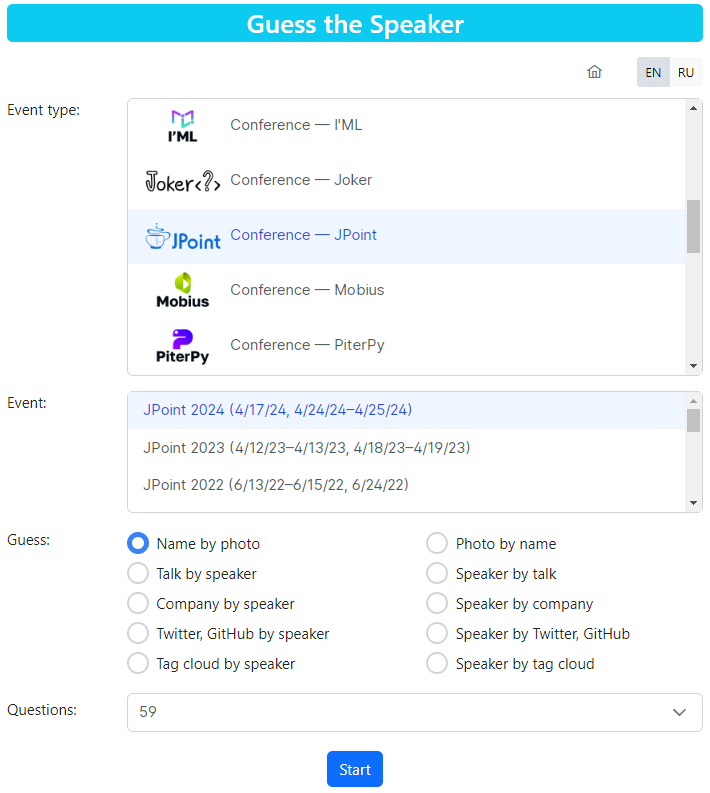 Guess the Speaker
EN RU
Event type:
I'ML Conference — I'ML
Joker<?> Conference — Joker
JPoint Conference — JPoint
Mobius Conference — Mobius
PiterPy Conference — PiterPy
Event:
JPoint 2024 (4/17/24, 4/24/24–4/25/24)
JPoint 2023 (4/12/23–4/13/23, 4/18/23–4/19/23)
JPoint 2022 (6/13/22–6/15/22, 6/24/22)
Guess:
Name by photo Photo by name
Talk by speaker Speaker by talk
Company by speaker Speaker by company
Twitter, GitHub by speaker Speaker by Twitter, GitHub
Tag cloud by speaker Speaker by tag cloud
Questions: 59
Start